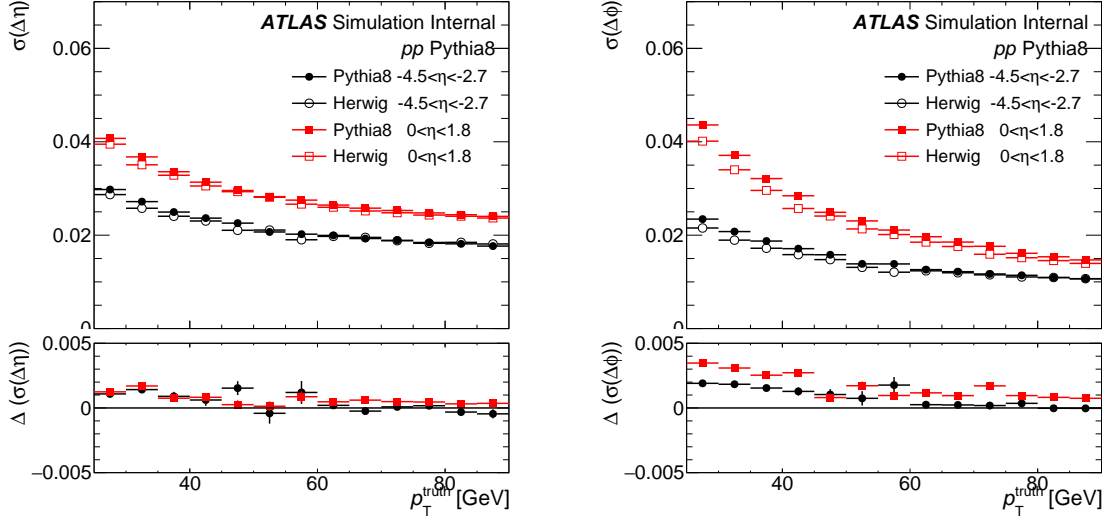 σ(Δη)
ATLAS Simulation Internal
pp Pythia8
Pythia8 -4.5<η<-2.7
Herwig -4.5<η<-2.7
Pythia8 0<η<1.8
Herwig 0<η<1.8
0.06
0.04
0.02
0
Δ (σ(Δη))
0.005
0
−0.005
40 60 80
p_T^truth [GeV]
σ(Δφ)
ATLAS Simulation Internal
pp Pythia8
Pythia8 -4.5<η<-2.7
Herwig -4.5<η<-2.7
Pythia8 0<η<1.8
Herwig 0<η<1.8
0.06
0.04
0.02
0
Δ (σ(Δφ))
0.005
0
−0.005
40 60 80
p_T^truth [GeV]